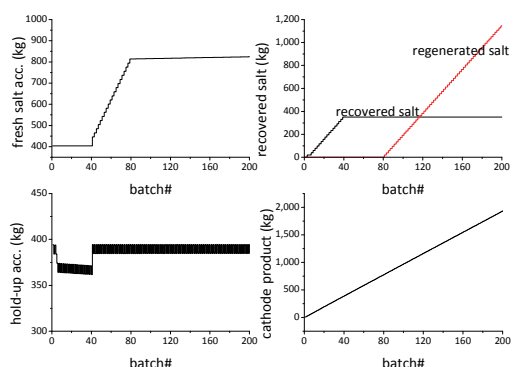 fresh salt acc. (kg)
1000
900
800
700
600
500
400
0 40 80 120 160 200
batch#
recovered salt (kg)
1,200
1,000
800
600
400
200
0
regenerated salt
recovered salt
0 40 80 120 160 200
batch#
hold-up acc. (kg)
450
400
350
300
0 40 80 120 160 200
batch#
cathode product (kg)
2,000
1,500
1,000
500
0
0 40 80 120 160 200
batch#